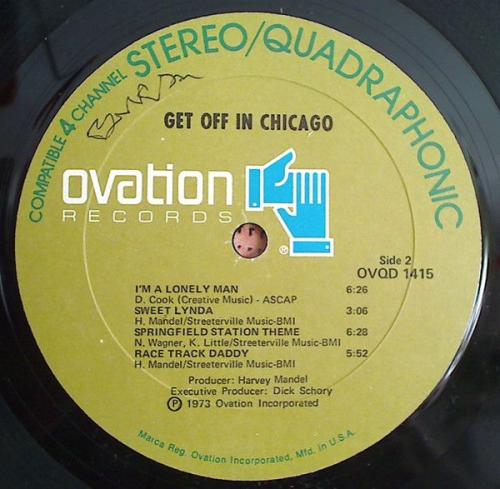 COMPATIBLE 4 CHANNEL STEREO/QUADRAPHONIC
GET OFF IN CHICAGO
ovation
RECORDS
®
Side 2
OVQD 1415
I'M A LONELY MAN 6:26
D. Cook (Creative Music) - ASCAP
SWEET LYNDA 3:06
H. Mandel/Streeterville Music-BMI
SPRINGFIELD STATION THEME 6:28
N. Wagner, K. Little/Streeterville Music-BMI
RACE TRACK DADDY 5:52
H. Mandel/Streeterville Music-BMI
Producer: Harvey Mandel
Executive Producer: Dick Schory
Ⓟ 1973 Ovation Incorporated
Marca Reg. Ovation Incorporated, Mfd. in U.S.A.